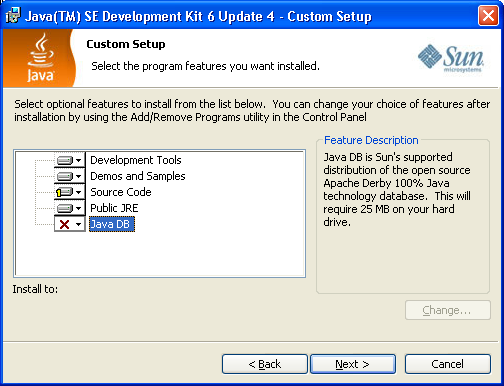 Java(TM) SE Development Kit 6 Update 4 - Custom Setup
Custom Setup
Select the program features you want installed.
Java
Sun
microsystems
Select optional features to install from the list below.  You can change your choice of features after
installation by using the Add/Remove Programs utility in the Control Panel
Development Tools
Demos and Samples
Source Code
Public JRE
Java DB
Feature Description
Java DB is Sun's supported
distribution of the open source
Apache Derby 100% Java
technology database.  This will
require 25 MB on your hard
drive.
Install to:
Change...
< Back
Next >
Cancel